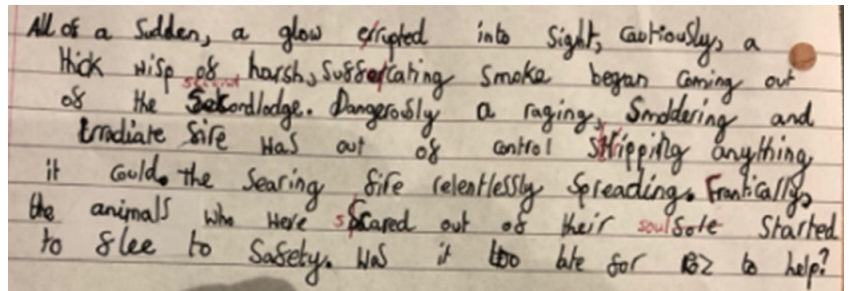 All of a Sudden, a glow errupted into Sight, Cautiously, a
thick wisp of harsh, Suffercating Smoke began Coming out
second
of the Secordlodge. Dangerously a raging, Smoldering and
irradiate fire was out of control Stripping anything
it Could. the Searing fire relentlessly Spreading. Frantically,
the animals who were scared out of their soul Sole Started
to flee to Safety. Was it too late for Roz to help?